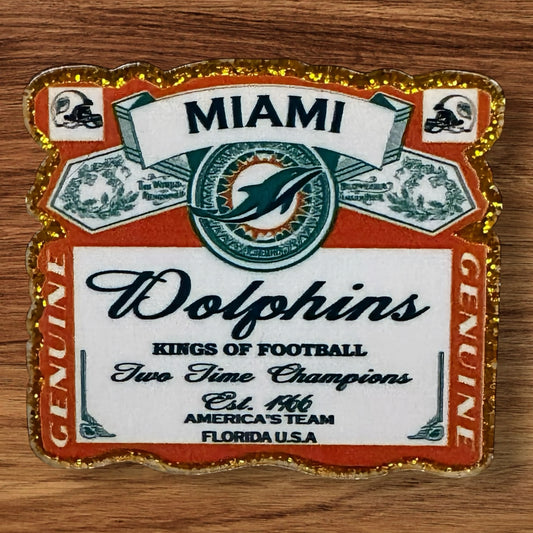 MIAMI
Dolphins
KINGS OF FOOTBALL
Two Time Champions
Est. 1966
AMERICA'S TEAM
FLORIDA U.S.A
GENUINE
GENUINE